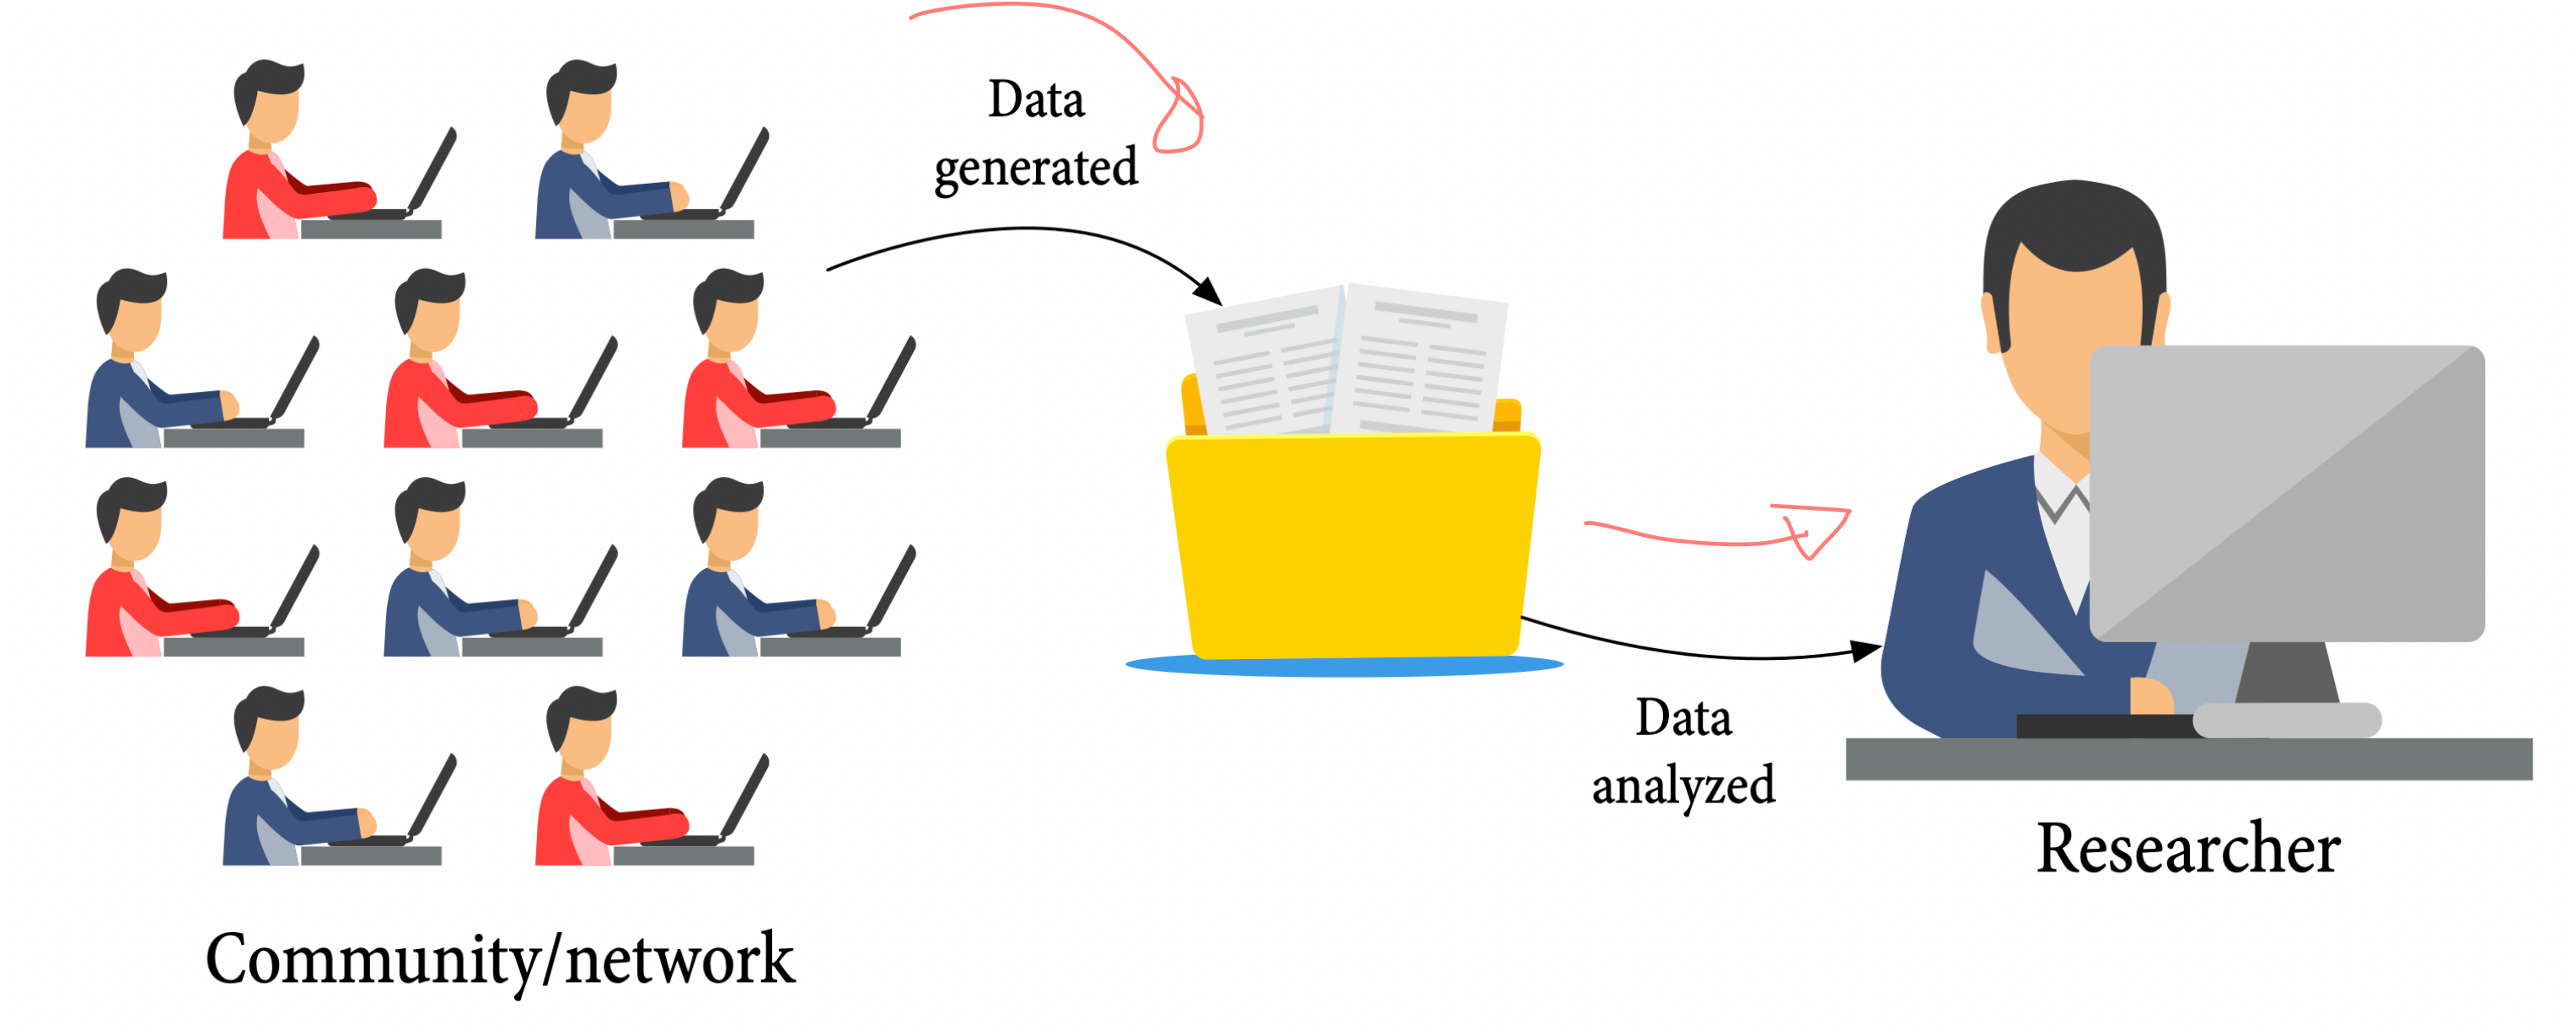 Data
generated
Data
analyzed
Researcher
Community/network